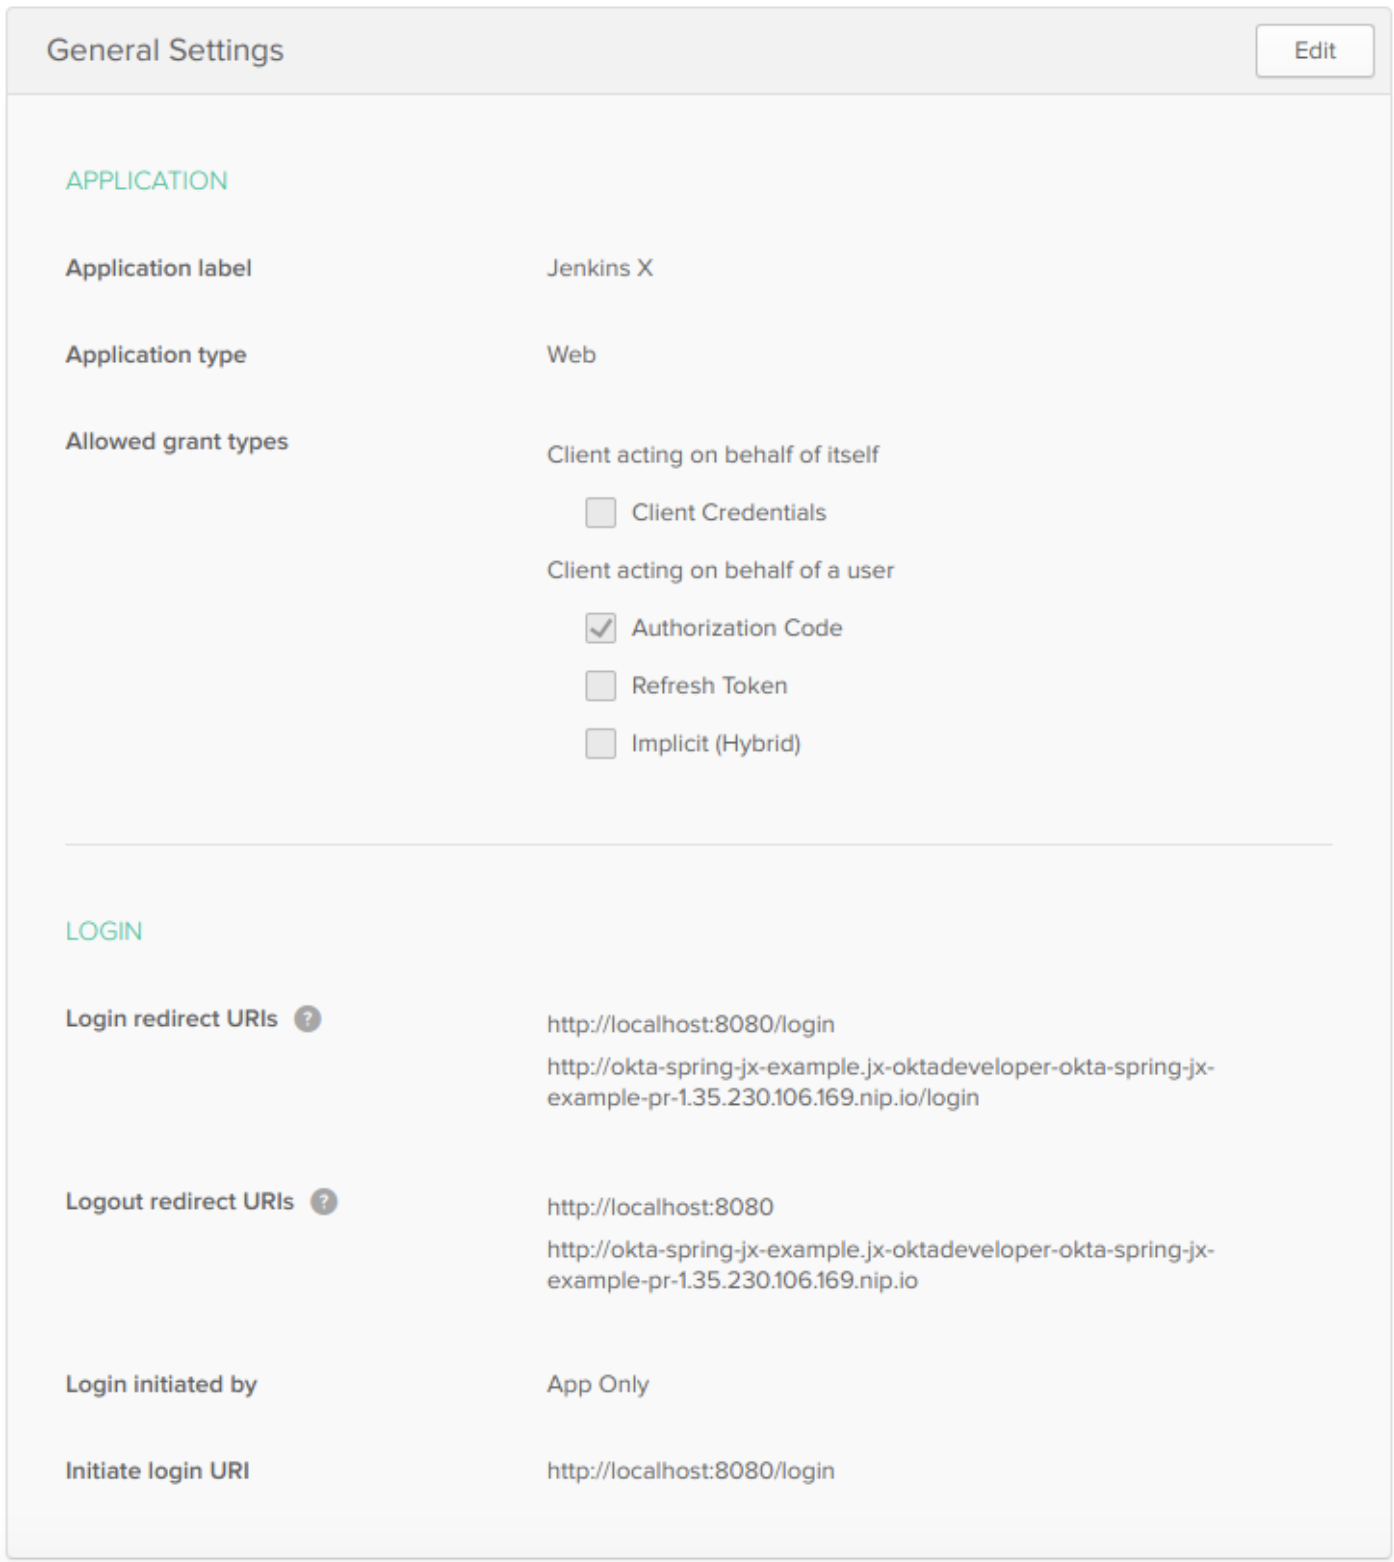 General Settings
Edit
APPLICATION
Application label
Jenkins X
Application type
Web
Allowed grant types
Client acting on behalf of itself
Client Credentials
Client acting on behalf of a user
Authorization Code
Refresh Token
Implicit (Hybrid)
LOGIN
Login redirect URIs ?
http://localhost:8080/login
http://okta-spring-jx-example.jx-oktadeveloper-okta-spring-jx-
example-pr-1.35.230.106.169.nip.io/login
Logout redirect URIs ?
http://localhost:8080
http://okta-spring-jx-example.jx-oktadeveloper-okta-spring-jx-
example-pr-1.35.230.106.169.nip.io
Login initiated by
App Only
Initiate login URI
http://localhost:8080/login